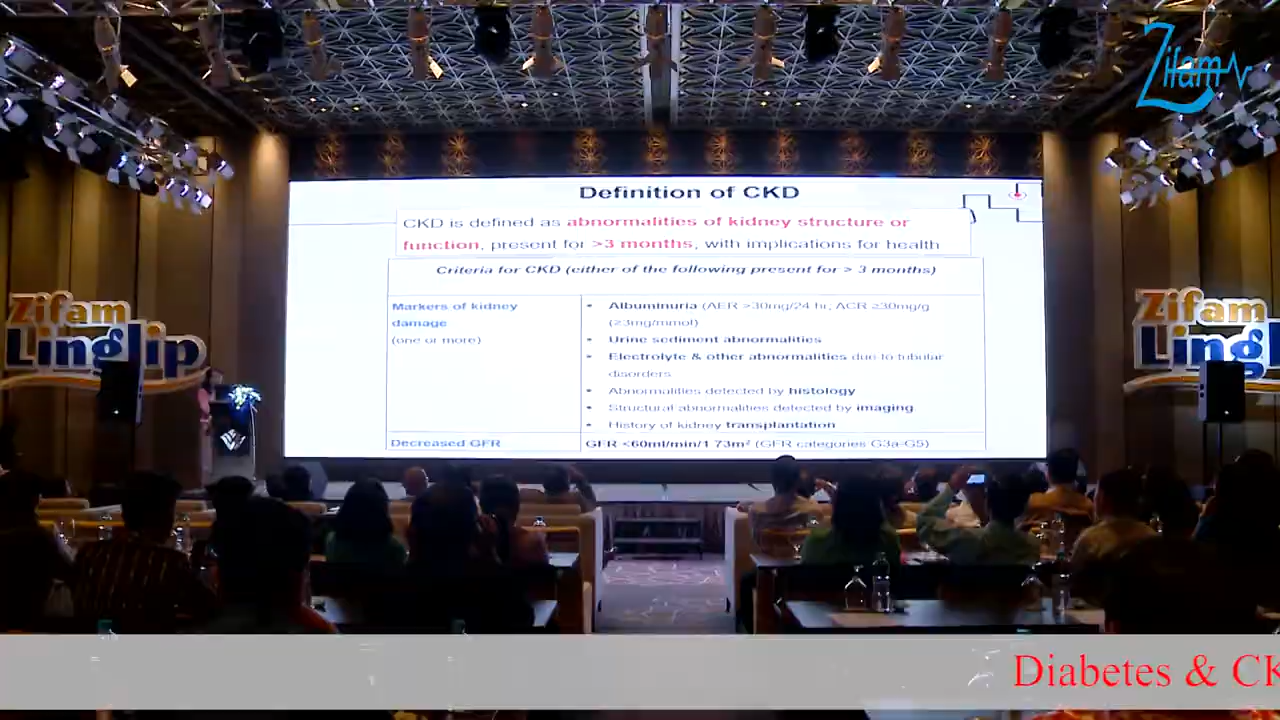 Zifam
Definition of CKD
CKD is defined as abnormalities of kidney structure or
function, present for >3 months, with implications for health
Criteria for CKD (either of the following present for > 3 months)
Markers of kidney
damage
(one or more)
• Albuminuria (AER >30mg/24 hr; ACR ≥30mg/g
(≥3mg/mmol)
• Urine sediment abnormalities
• Electrolyte & other abnormalities due to tubular
disorders
• Abnormalities detected by histology
• Structural abnormalities detected by imaging
• History of kidney transplantation
Decreased GFR
GFR <60ml/min/1 73m² (GFR categories G3a-G5)
Zifam
Linglip
Zifam
Ling
Diabetes & CK